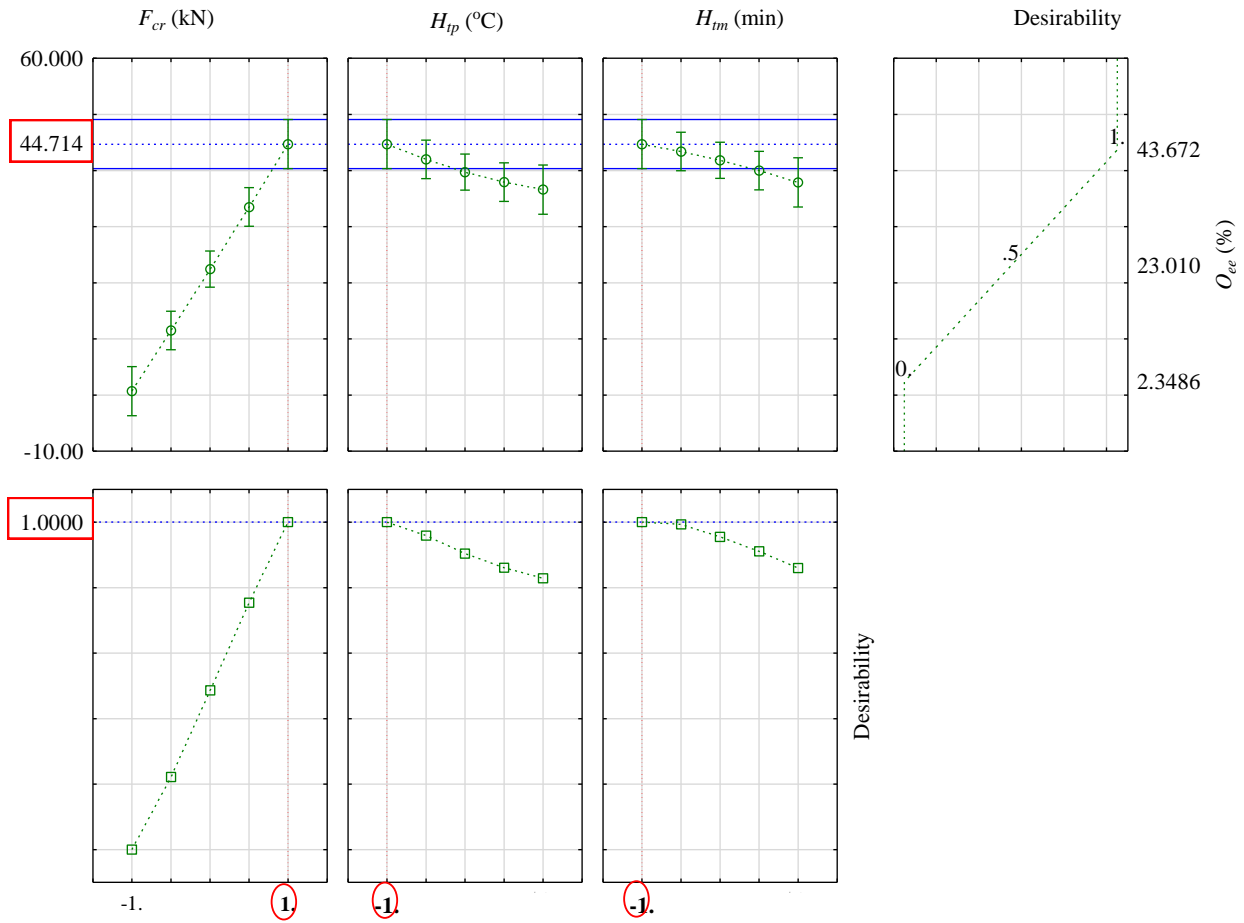 F_cr (kN) H_tp (°C) H_tm (min) Desirability
60.000
44.714
1.
43.672
.5
23.010
O_ee (%)
0.
2.3486
-10.00
1.0000
Desirability
-1. 1. -1. -1.